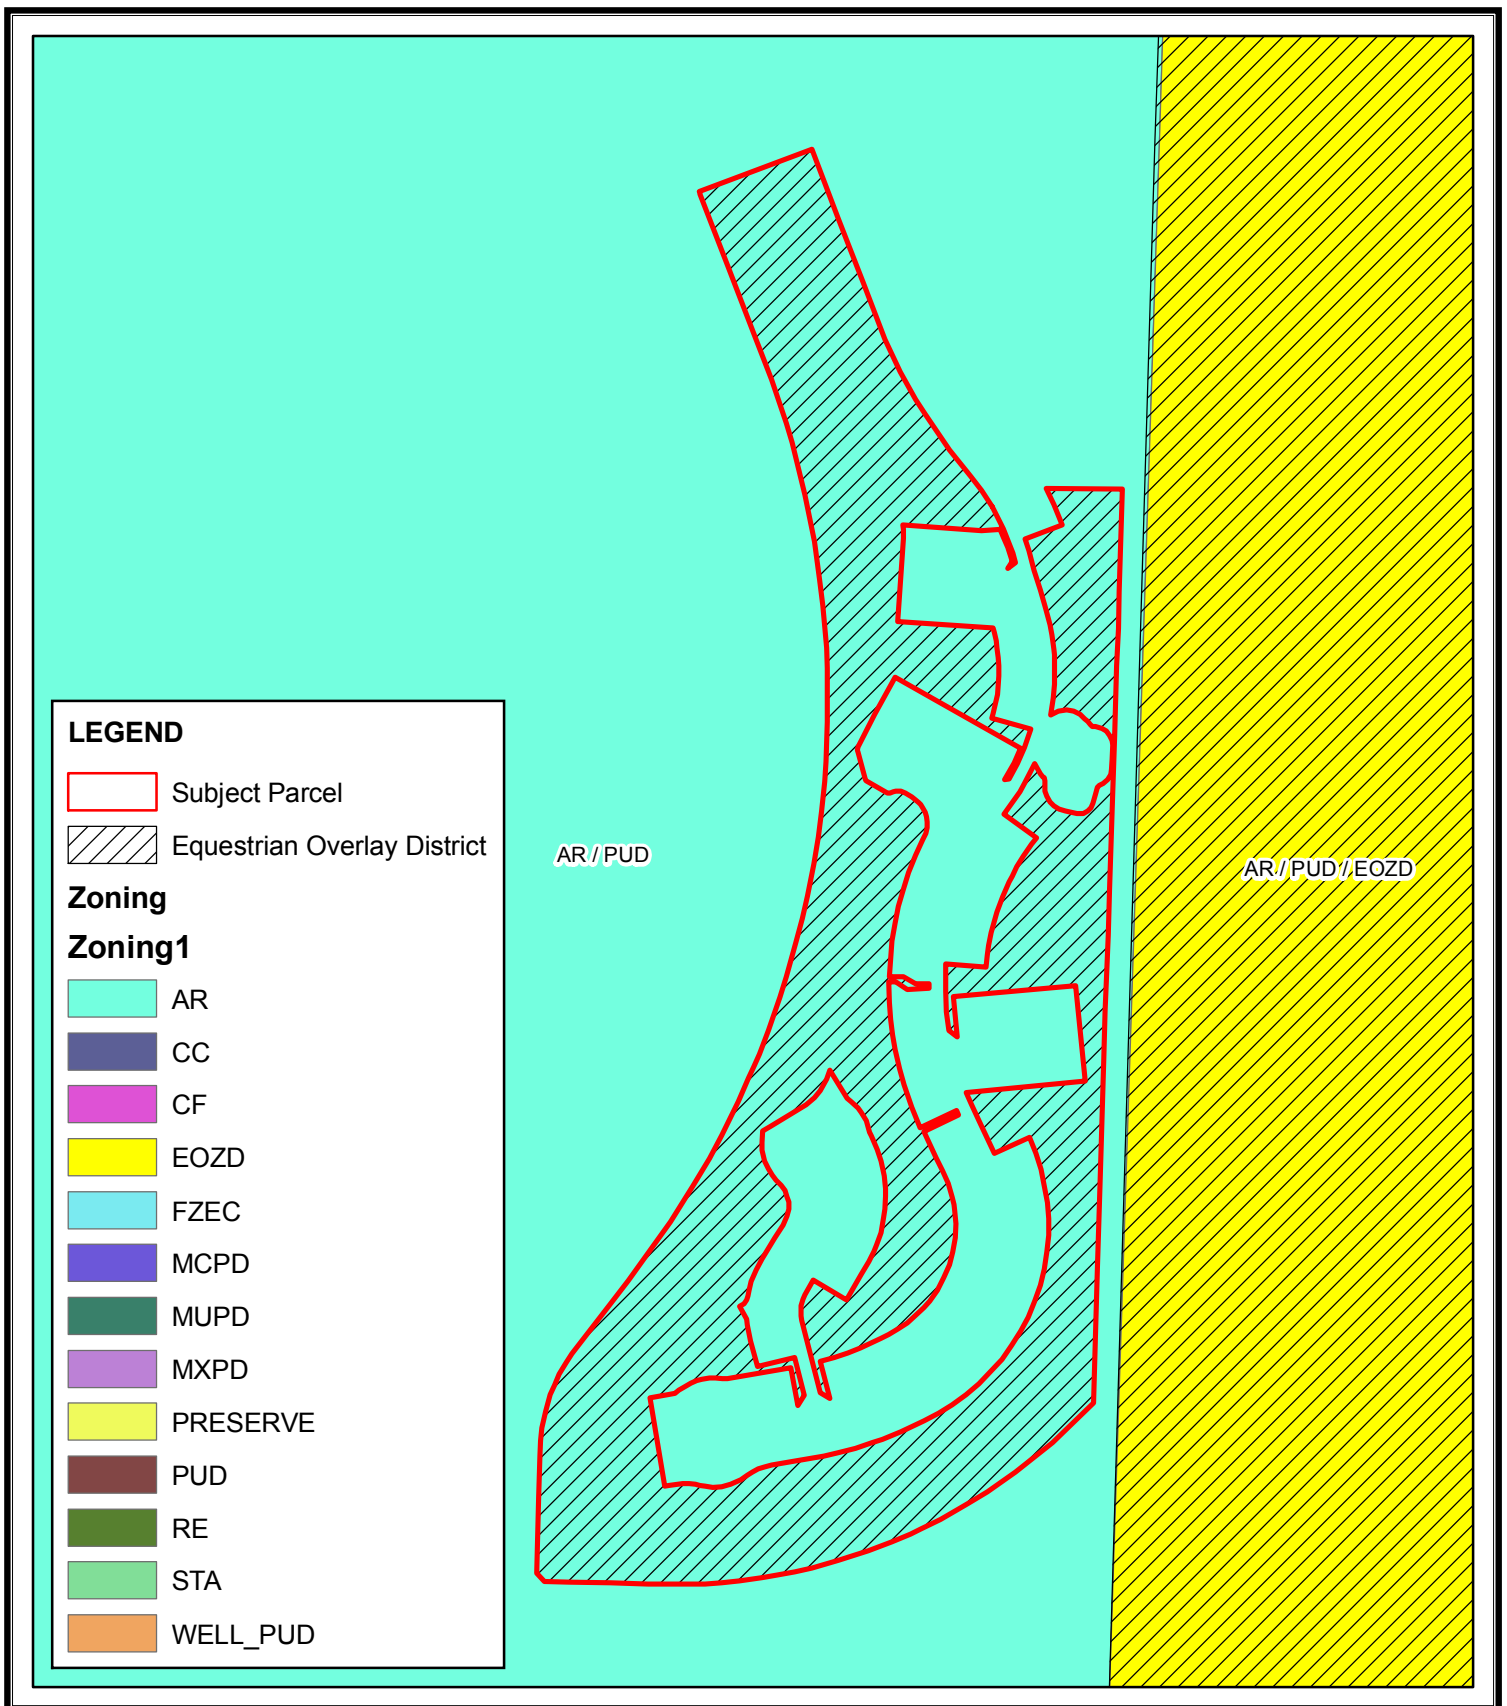 LEGEND
Subject Parcel
Equestrian Overlay District
Zoning
Zoning1
AR
CC
CF
EOZD
FZEC
MCPD
MUPD
MXPD
PRESERVE
PUD
RE
STA
WELL_PUD
AR / PUD
AR / PUD / EOZD